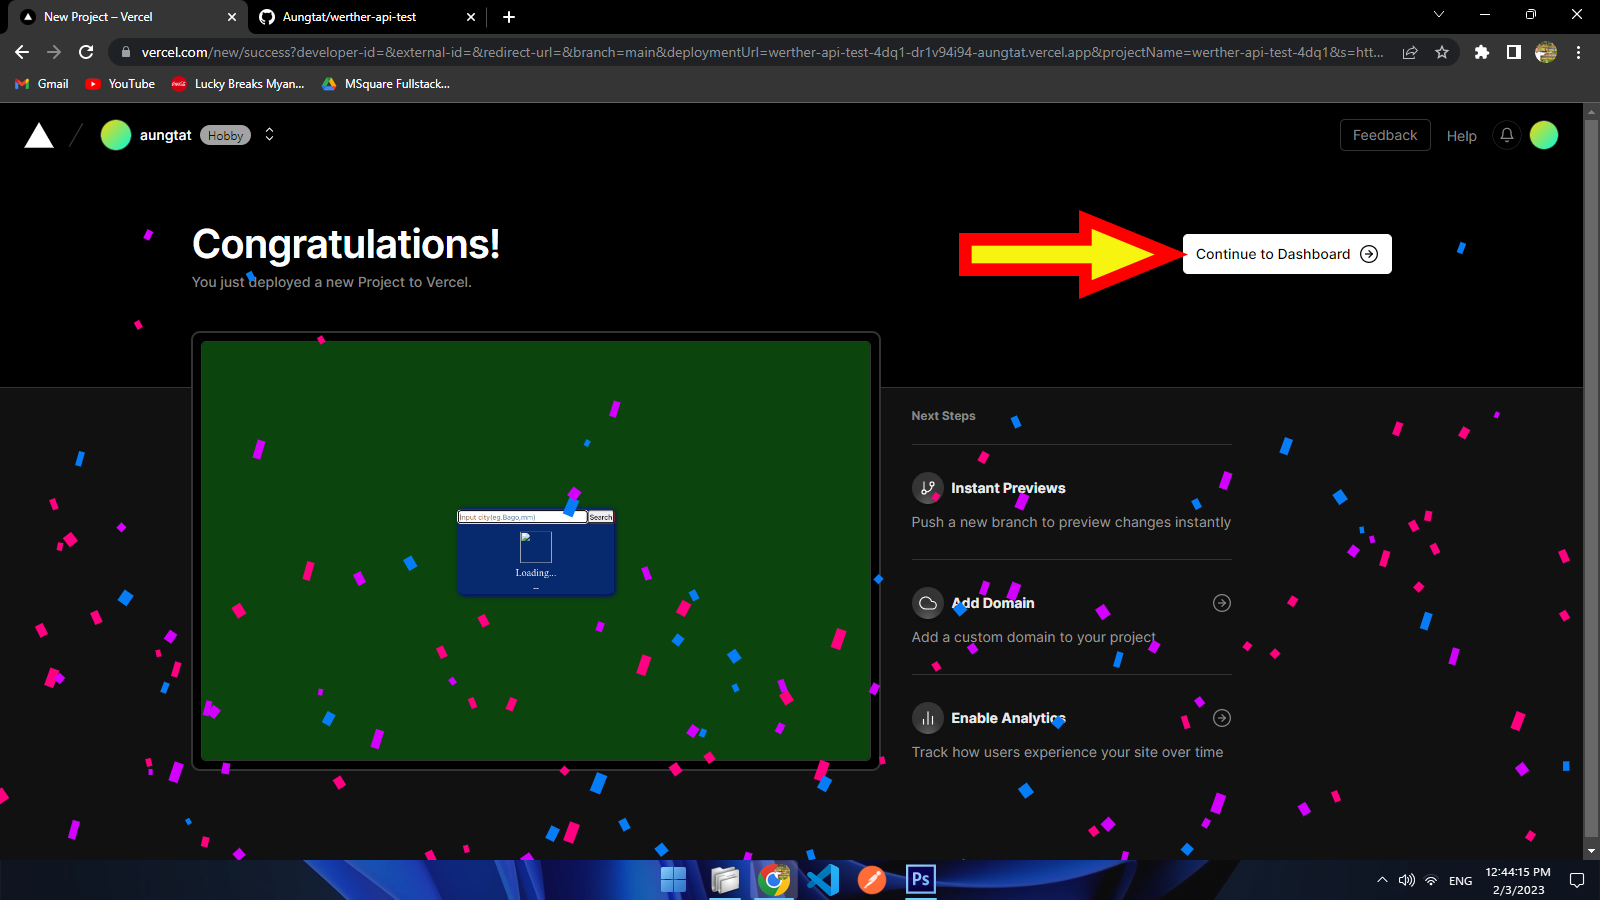 New Project – Vercel
Aungtat/werther-api-test
vercel.com/new/success?developer-id=&external-id=&redirect-url=&branch=main&deploymentUrl=werther-api-test-4dq1-dr1v94i94-aungtat.vercel.app&projectName=werther-api-test-4dq1&s=htt...
Gmail
YouTube
Lucky Breaks Myan...
MSquare Fullstack...
aungtat
Hobby
Feedback
Help
Congratulations!
You just deployed a new Project to Vercel.
Continue to Dashboard
Input city(eg.Bago,mm)
Search
Loading...
Next Steps
Instant Previews
Push a new branch to preview changes instantly
Add Domain
Add a custom domain to your project
Enable Analytics
Track how users experience your site over time
Ps
ENG
12:44:15 PM
2/3/2023